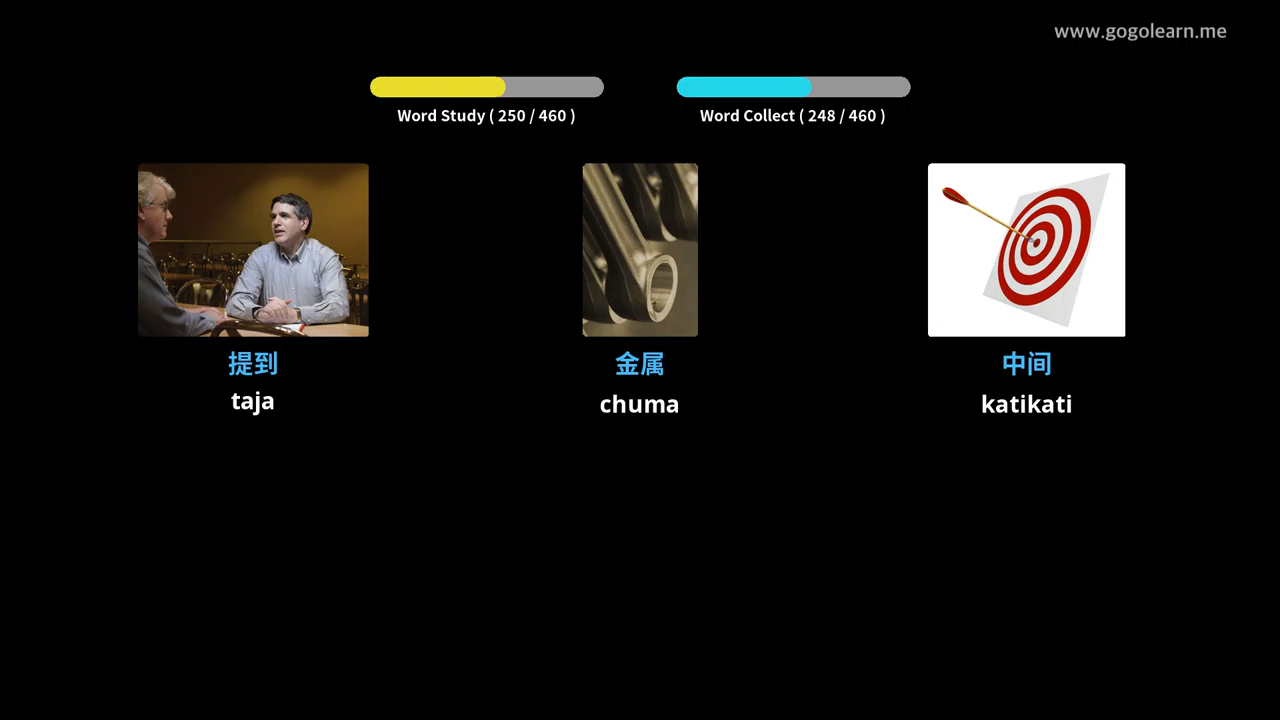 www.gogolearn.me
Word Study ( 250 / 460 )
Word Collect ( 248 / 460 )
提到
taja
金属
chuma
中间
katikati